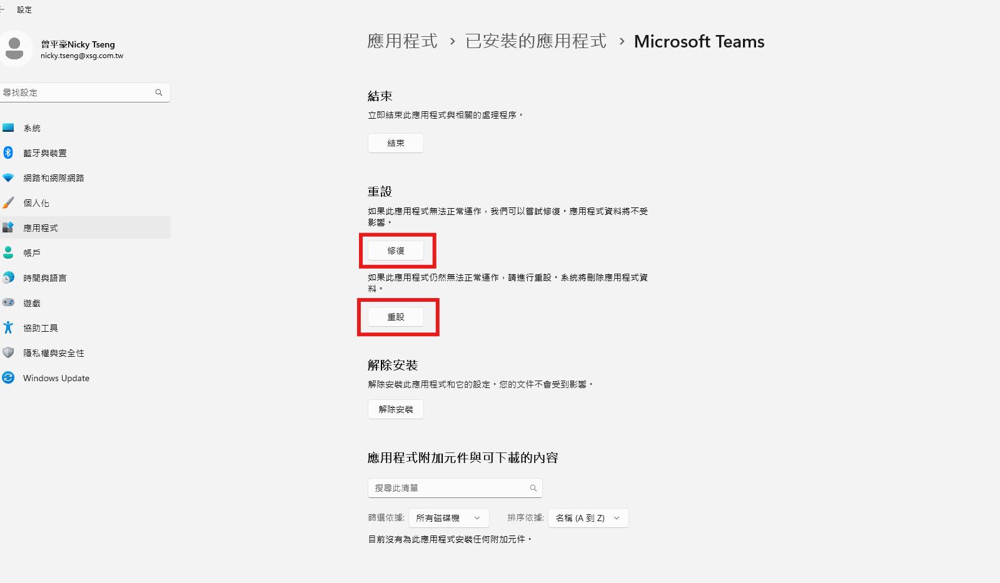 設定
曾平豪Nicky Tseng
nicky.tseng@xsg.com.tw
尋找設定
系統
藍牙與裝置
網路和網際網路
個人化
應用程式
帳戶
時間與語言
遊戲
協助工具
隱私權與安全性
Windows Update
應用程式 › 已安裝的應用程式 › Microsoft Teams
結束
立即結束此應用程式與相關的處理程序。
結束
重設
如果此應用程式無法正常運作，我們可以嘗試修復。應用程式資料將不受
影響。
修復
如果此應用程式仍然無法正常運作，請進行重設。系統將刪除應用程式資
料。
重設
解除安裝
解除安裝此應用程式和它的設定。您的文件不會受到影響。
解除安裝
應用程式附加元件與可下載的內容
搜尋此清單
篩選依據: 所有磁碟機 排序依據: 名稱 (A 到 Z)
目前沒有為此應用程式安裝任何附加元件。